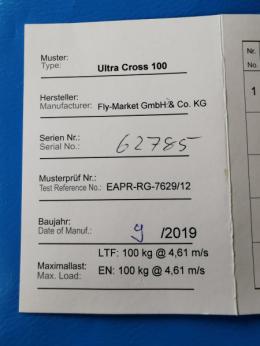 Muster:
Type: Ultra Cross 100
Hersteller:
Manufacturer: Fly-Market GmbH & Co. KG
Serien Nr.:
Serial No.: 62785
Musterprüf Nr.:
Test Reference No.: EAPR-RG-7629/12
Baujahr:
Date of Manuf.: 9 /2019
LTF: 100 kg @ 4,61 m/s
Maximallast:
Max. Load: EN: 100 kg @ 4,61 m/s
Nr.
No.
1